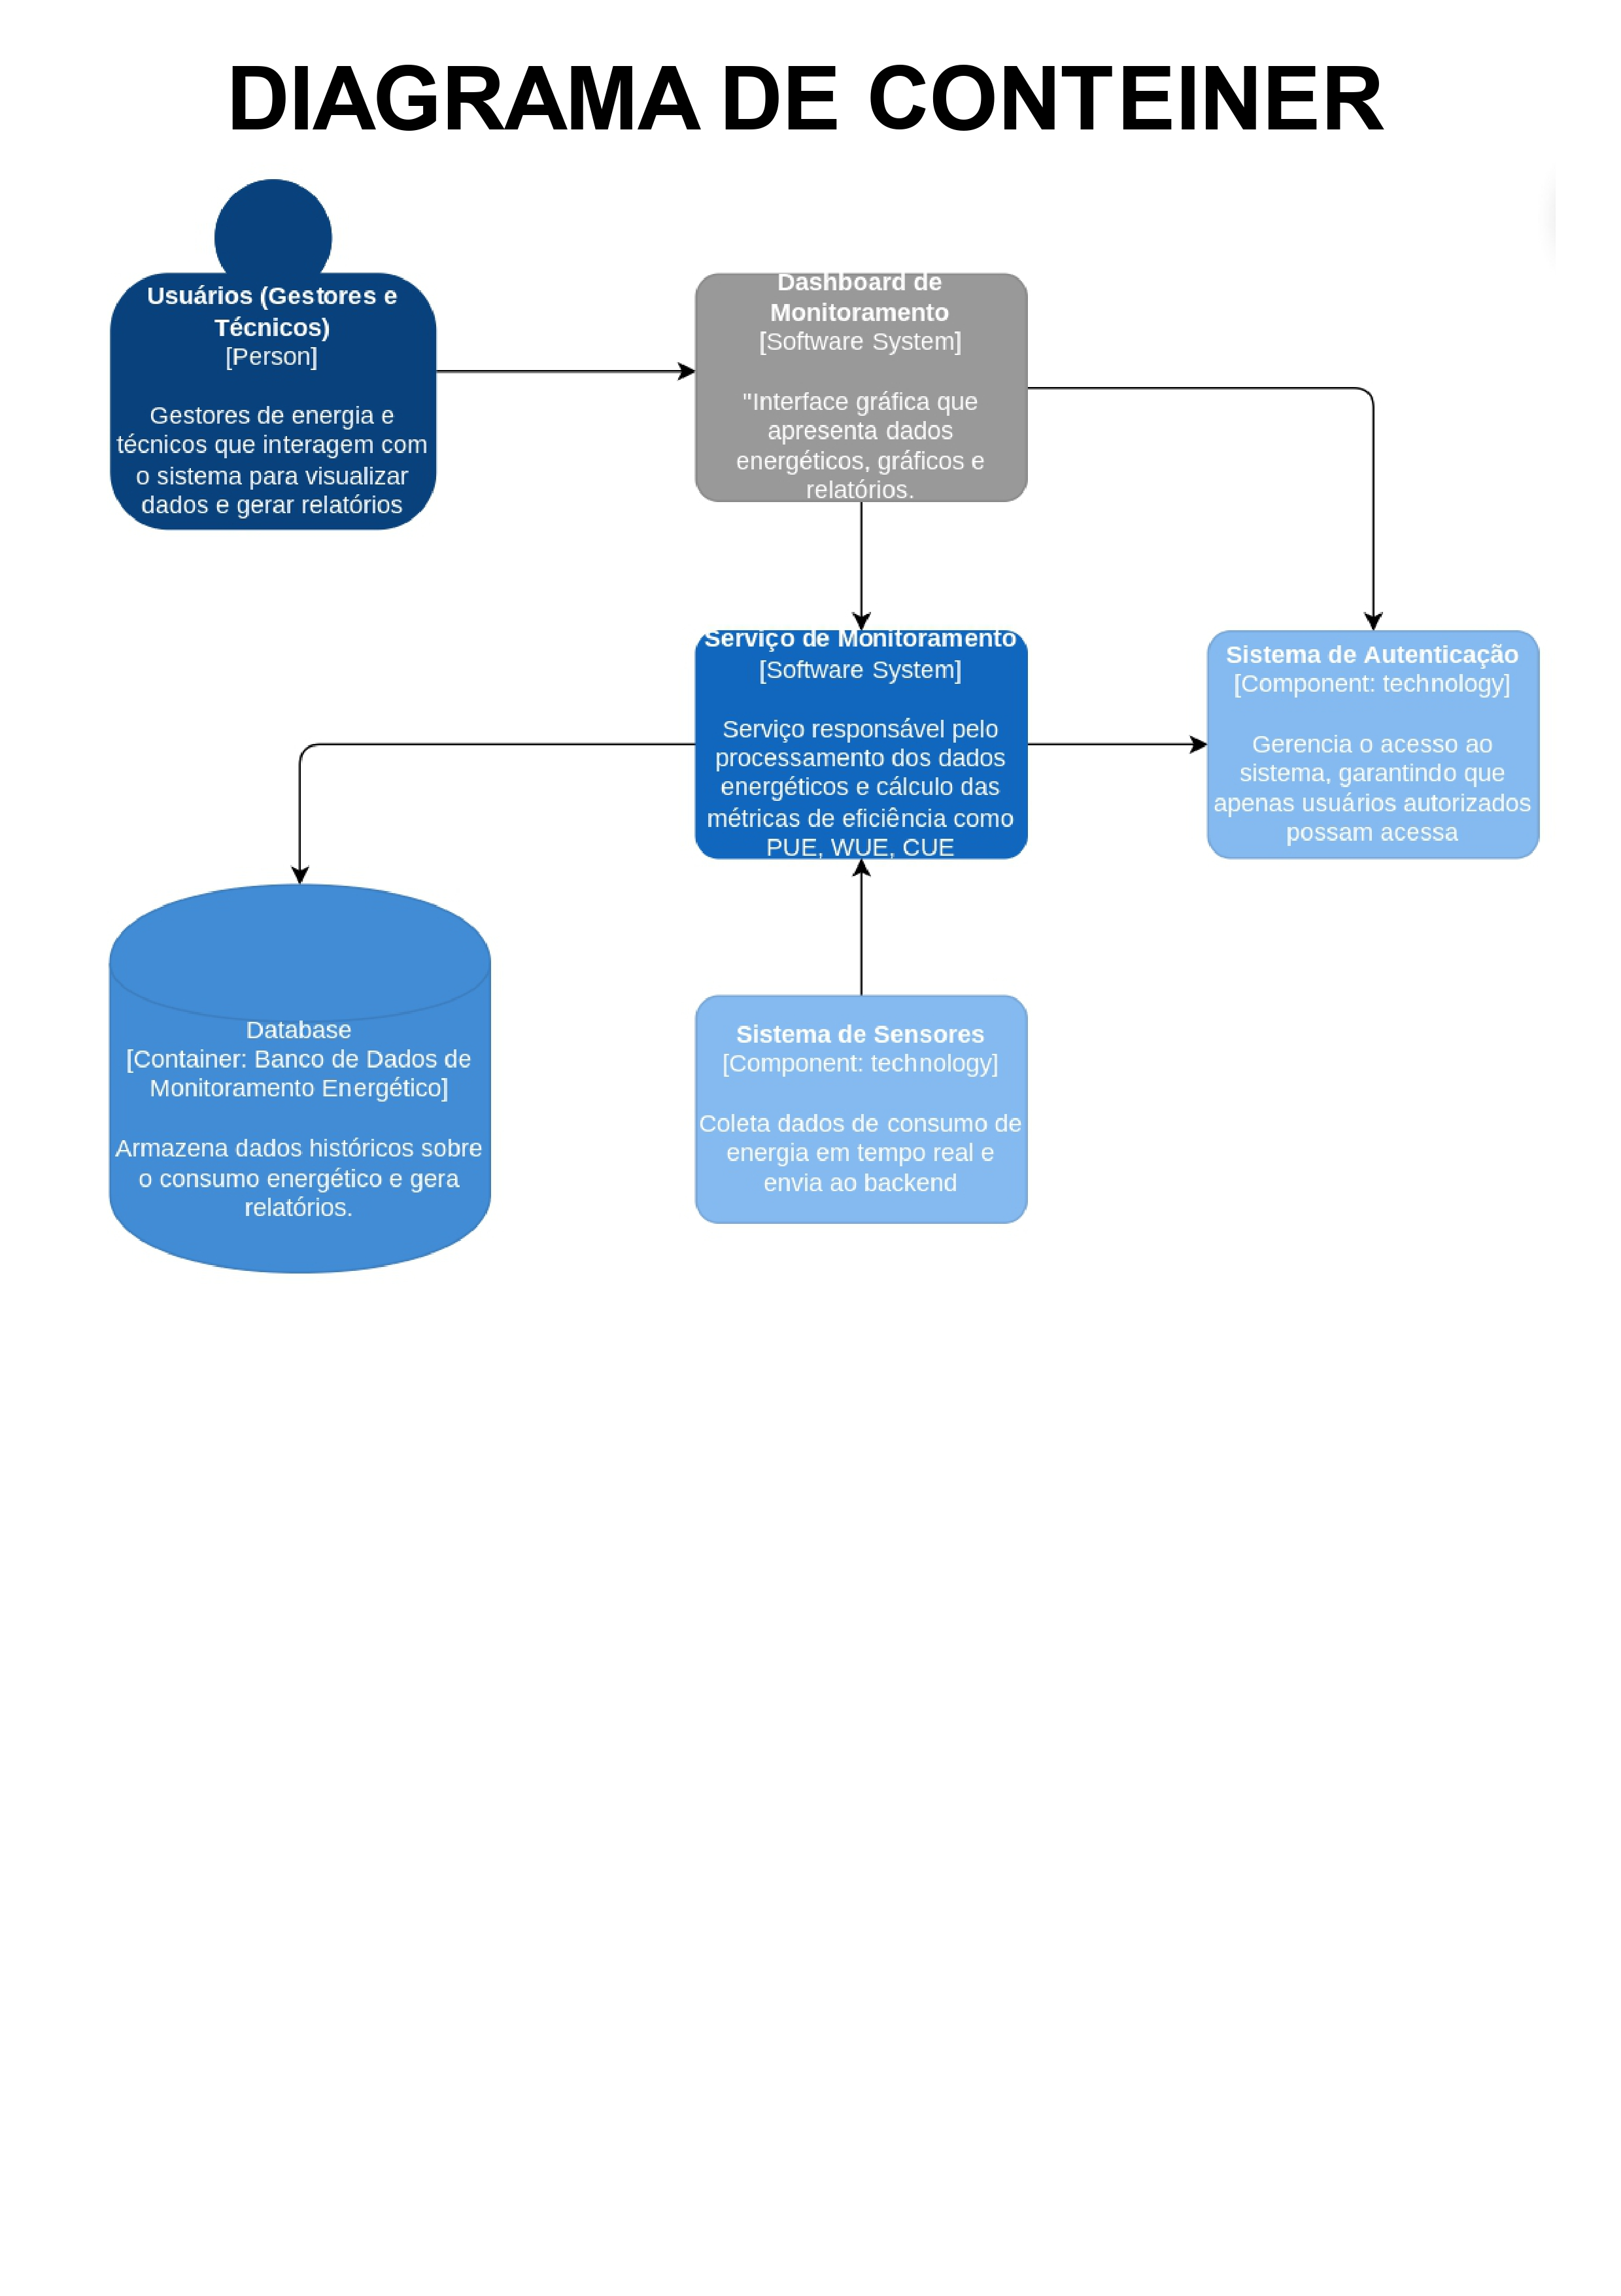 DIAGRAMA DE CONTEINER
Usuários (Gestores e
Técnicos)
[Person]
Gestores de energia e
técnicos que interagem com
o sistema para visualizar
dados e gerar relatórios
Dashboard de
Monitoramento
[Software System]
"Interface gráfica que
apresenta dados
energéticos, gráficos e
relatórios.
Serviço de Monitoramento
[Software System]
Serviço responsável pelo
processamento dos dados
energéticos e cálculo das
métricas de eficiência como
PUE, WUE, CUE
Sistema de Autenticação
[Component: technology]
Gerencia o acesso ao
sistema, garantindo que
apenas usuários autorizados
possam acessa
Database
[Container: Banco de Dados de
Monitoramento Energético]
Armazena dados históricos sobre
o consumo energético e gera
relatórios.
Sistema de Sensores
[Component: technology]
Coleta dados de consumo de
energia em tempo real e
envia ao backend